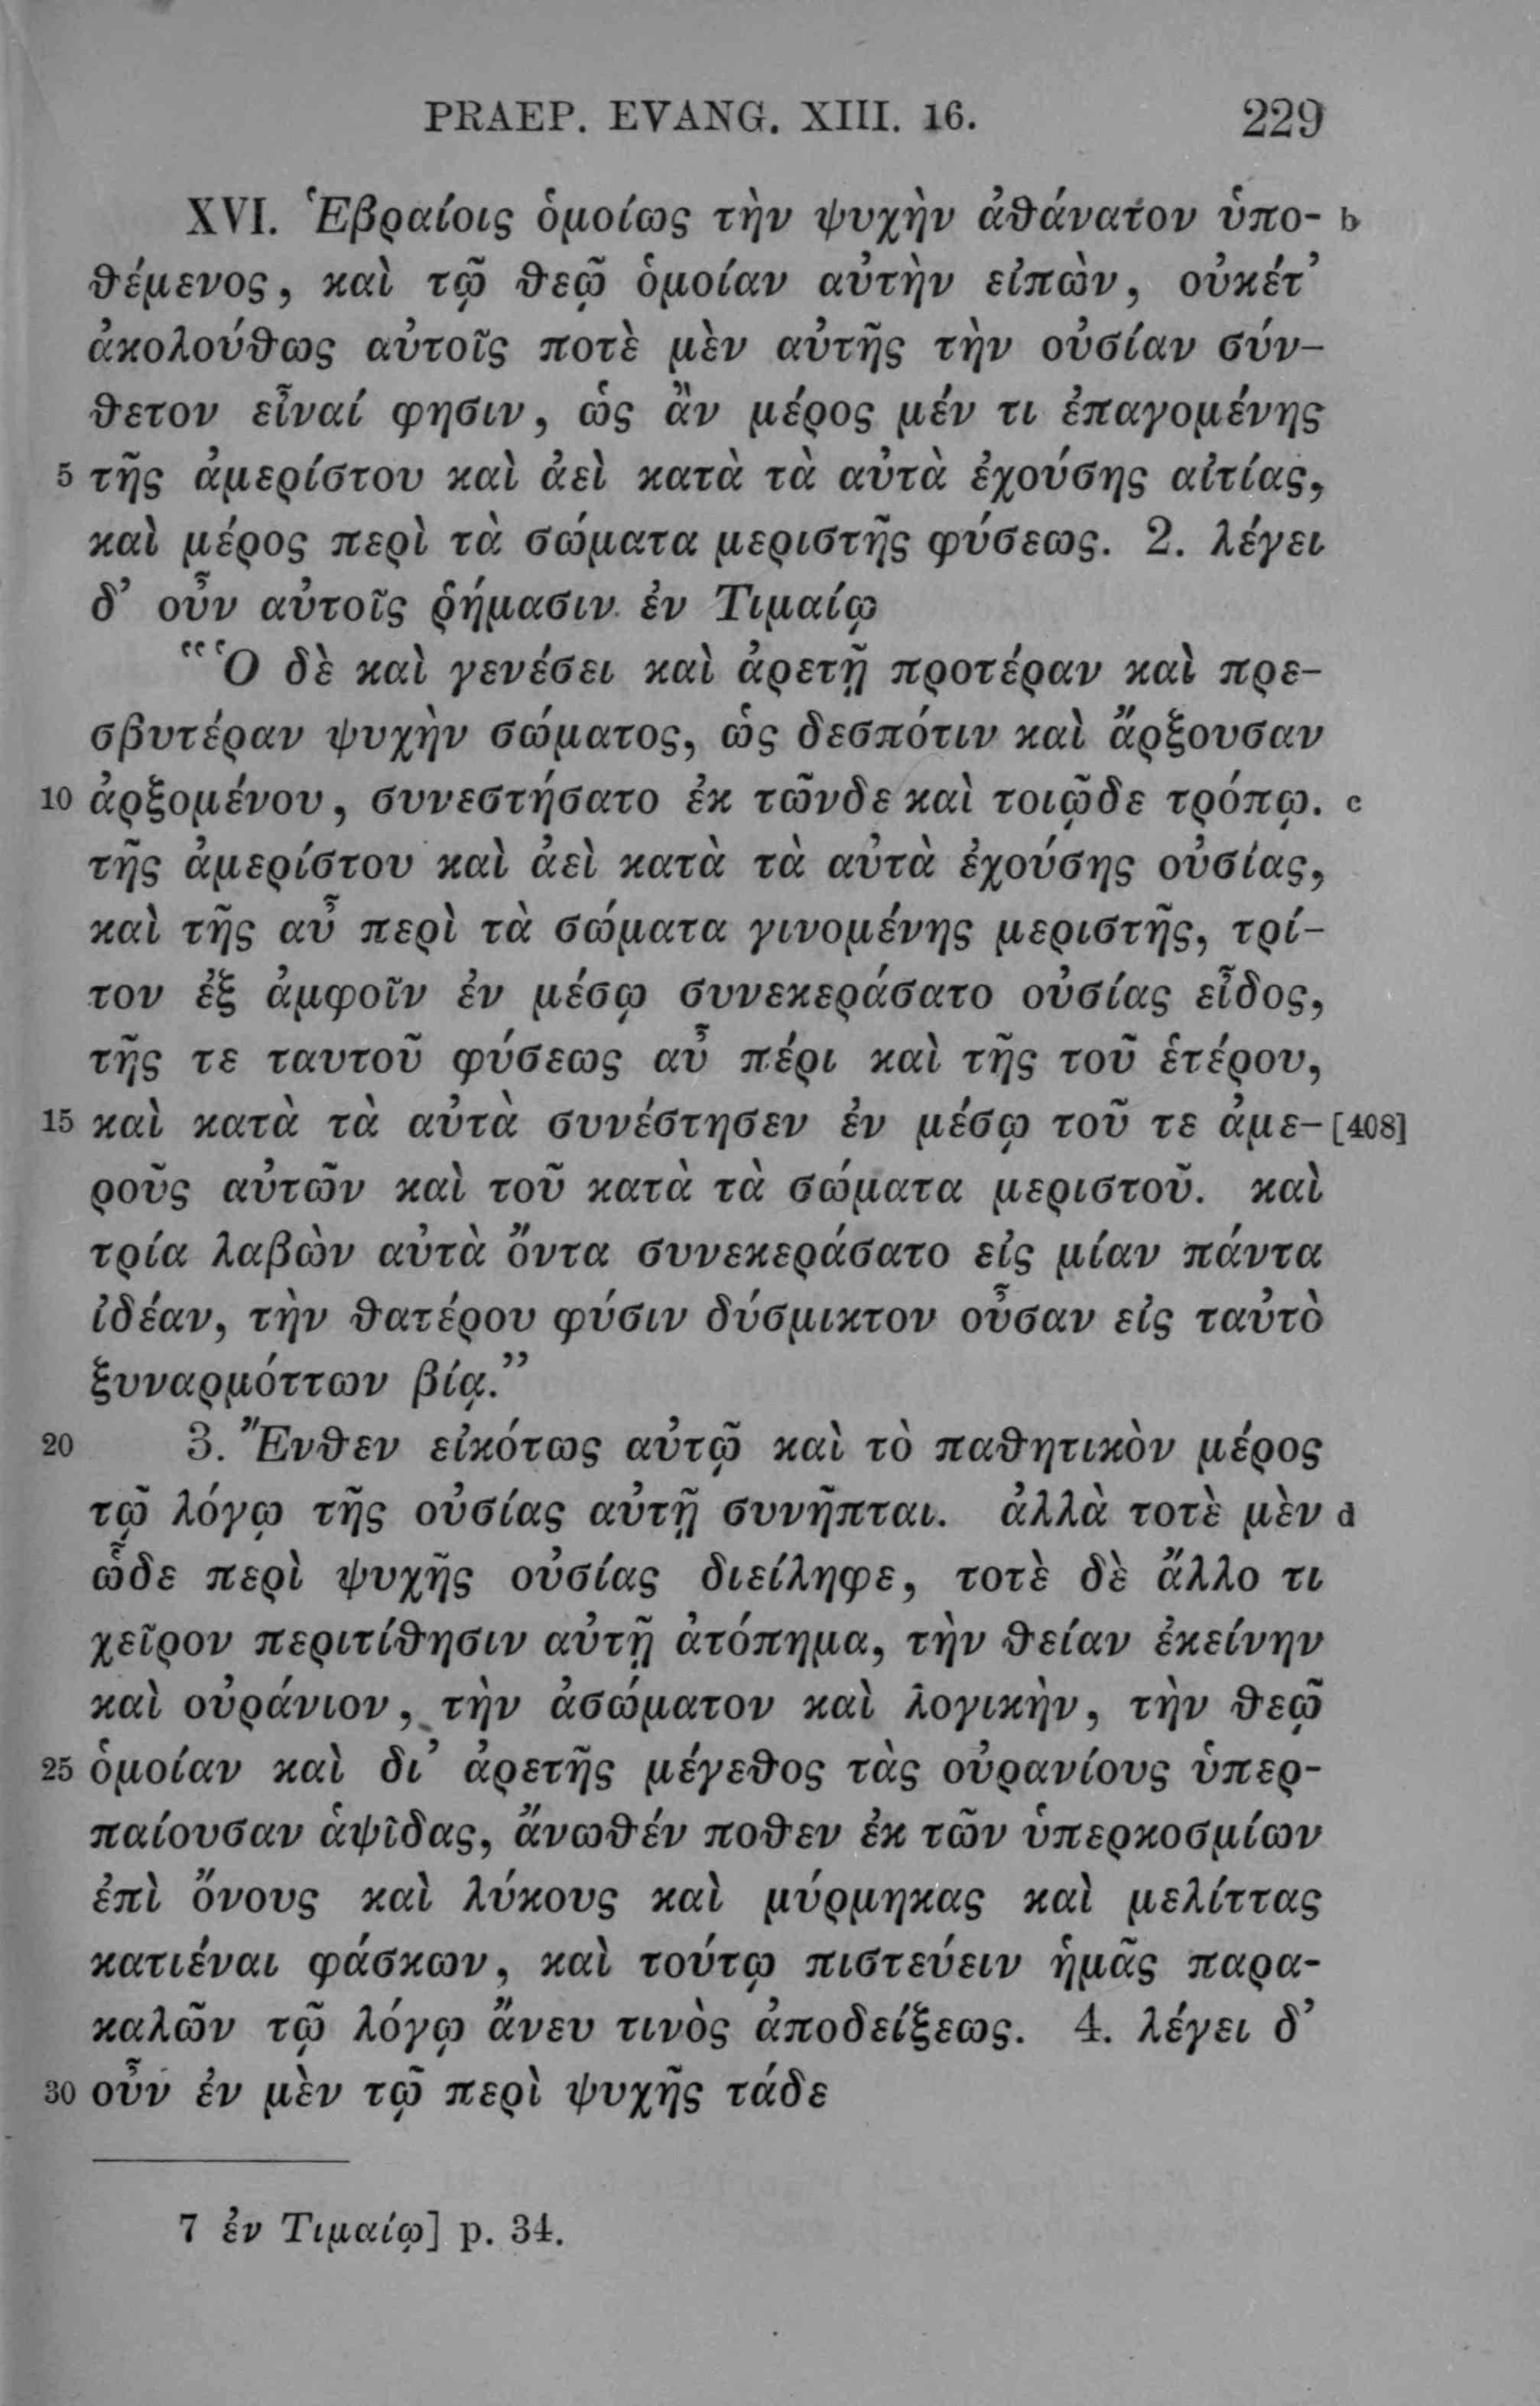 PRAEP. EVANG. XIII. 16. 229
XVI. Ἑβραίοις ὁμοίως τὴν ψυχὴν ἀθάνατον ὑπο- b
θέμενος, καὶ τῷ θεῷ ὁμοίαν αὐτὴν εἰπὼν, οὐκέτ’
ἀκολούθως αὐτοῖς ποτὲ μὲν αὐτῆς τὴν οὐσίαν σύν-
θετον εἶναί φησιν, ὡς ἂν μέρος μέν τι ἐπαγομένης
5 τῆς ἀμερίστου καὶ ἀεὶ κατὰ τὰ αὐτὰ ἐχούσης αἰτίας,
καὶ μέρος περὶ τὰ σώματα μεριστῆς φύσεως. 2. λέγει
δ’ οὖν αὐτοῖς ῥήμασιν ἐν Τιμαίῳ
“Ὁ δὲ καὶ γενέσει καὶ ἀρετῇ προτέραν καὶ πρε-
σβυτέραν ψυχὴν σώματος, ὡς δεσπότιν καὶ ἄρξουσαν
10 ἀρξομένου, συνεστήσατο ἐκ τῶνδε καὶ τοιῷδε τρόπῳ. c
τῆς ἀμερίστου καὶ ἀεὶ κατὰ τὰ αὐτὰ ἐχούσης οὐσίας,
καὶ τῆς αὖ περὶ τὰ σώματα γινομένης μεριστῆς, τρί-
τον ἐξ ἀμφοῖν ἐν μέσῳ συνεκεράσατο οὐσίας εἶδος,
τῆς τε ταυτοῦ φύσεως αὖ πέρι καὶ τῆς τοῦ ἑτέρου,
15 καὶ κατὰ τὰ αὐτὰ συνέστησεν ἐν μέσῳ τοῦ τε ἀμε- [408]
ροῦς αὐτῶν καὶ τοῦ κατὰ τὰ σώματα μεριστοῦ. καὶ
τρία λαβὼν αὐτὰ ὄντα συνεκεράσατο εἰς μίαν πάντα
ἰδέαν, τὴν θατέρου φύσιν δύσμικτον οὖσαν εἰς ταὐτὸ
ξυναρμόττων βίᾳ.”
20 3. Ἔνθεν εἰκότως αὐτῷ καὶ τὸ παθητικὸν μέρος
τῷ λόγῳ τῆς οὐσίας αὐτῇ συνῆπται. ἀλλὰ τοτὲ μὲν d
ὧδε περὶ ψυχῆς οὐσίας διείληφε, τοτὲ δὲ ἄλλο τι
χεῖρον περιτίθησιν αὐτῇ ἀτόπημα, τὴν θείαν ἐκείνην
καὶ οὐράνιον, τὴν ἀσώματον καὶ λογικὴν, τὴν θεῷ
25 ὁμοίαν καὶ δι’ ἀρετῆς μέγεθος τὰς οὐρανίους ὑπερ-
παίουσαν ἁψῖδας, ἄνωθέν ποθεν ἐκ τῶν ὑπερκοσμίων
ἐπὶ ὄνους καὶ λύκους καὶ μύρμηκας καὶ μελίττας
κατιέναι φάσκων, καὶ τούτῳ πιστεύειν ἡμᾶς παρα-
καλῶν τῷ λόγῳ ἄνευ τινὸς ἀποδείξεως. 4. λέγει δ’
30 οὖν ἐν μὲν τῷ περὶ ψυχῆς τάδε
7 ἐν Τιμαίῳ] p. 34.